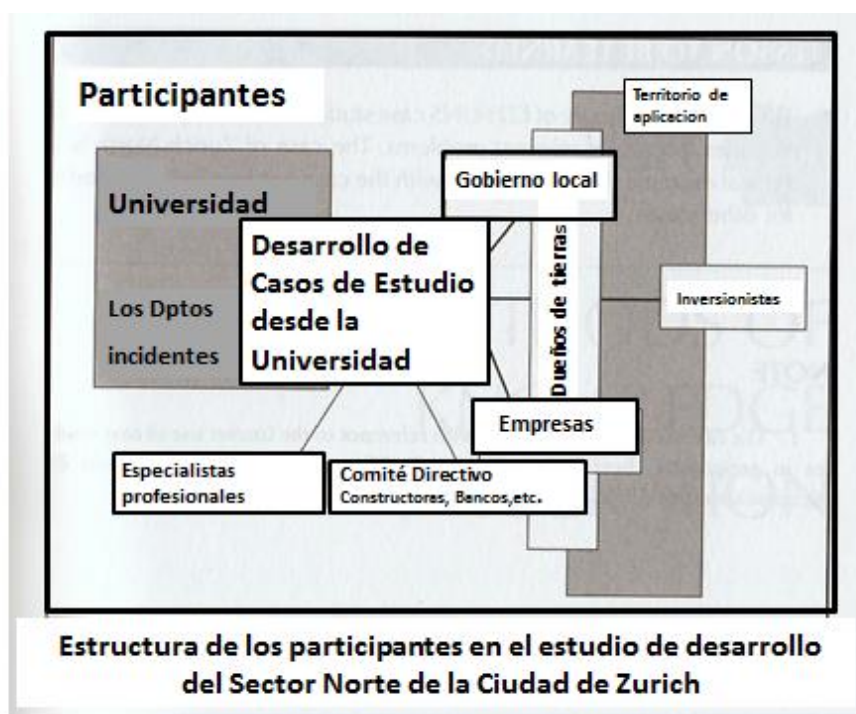 Participantes
Territorio de
aplicacion
Gobierno local
Universidad
Desarrollo de
Casos de Estudio
desde la
Universidad
Los Dptos
incidentes
Dueños de tierras
Inversionistas
Empresas
Especialistas
profesionales
Comité Directivo
Constructoras, Bancos,etc.
Estructura de los participantes en el estudio de desarrollo
del Sector Norte de la Ciudad de Zurich